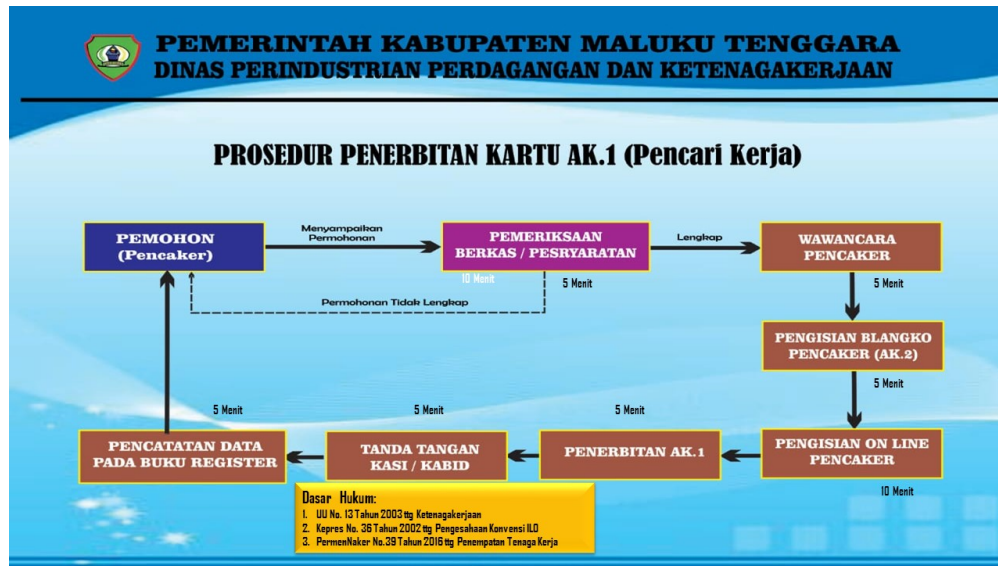 PEMERINTAH KABUPATEN MALUKU TENGGARA
DINAS PERINDUSTRIAN PERDAGANGAN DAN KETENAGAKERJAAN
PROSEDUR PENERBITAN KARTU AK.1 (Pencari Kerja)
PEMOHON
(Pencaker)
Menyampaikan
Permohonan
PEMERIKSAAN
BERKAS / PESRYARATAN
Lengkap
WAWANCARA
PENCAKER
10 Menit
5 Menit
5 Menit
Permohonan Tidak Lengkap
PENGISIAN BLANGKO
PENCAKER (AK.2)
5 Menit
5 Menit
5 Menit
5 Menit
PENCATATAN DATA
PADA BUKU REGISTER
TANDA TANGAN
KASI / KABID
PENERBITAN AK.1
PENGISIAN ON LINE
PENCAKER
10 Menit
Dasar Hukum:
1. UU No. 13 Tahun 2003 ttg Ketenagakerjaan
2. Kepres No. 36 Tahun 2002 ttg Pengesahaan Konvensi ILO
3. PermenNaker No.39 Tahun 2016 ttg Penempatan Tenaga Kerja